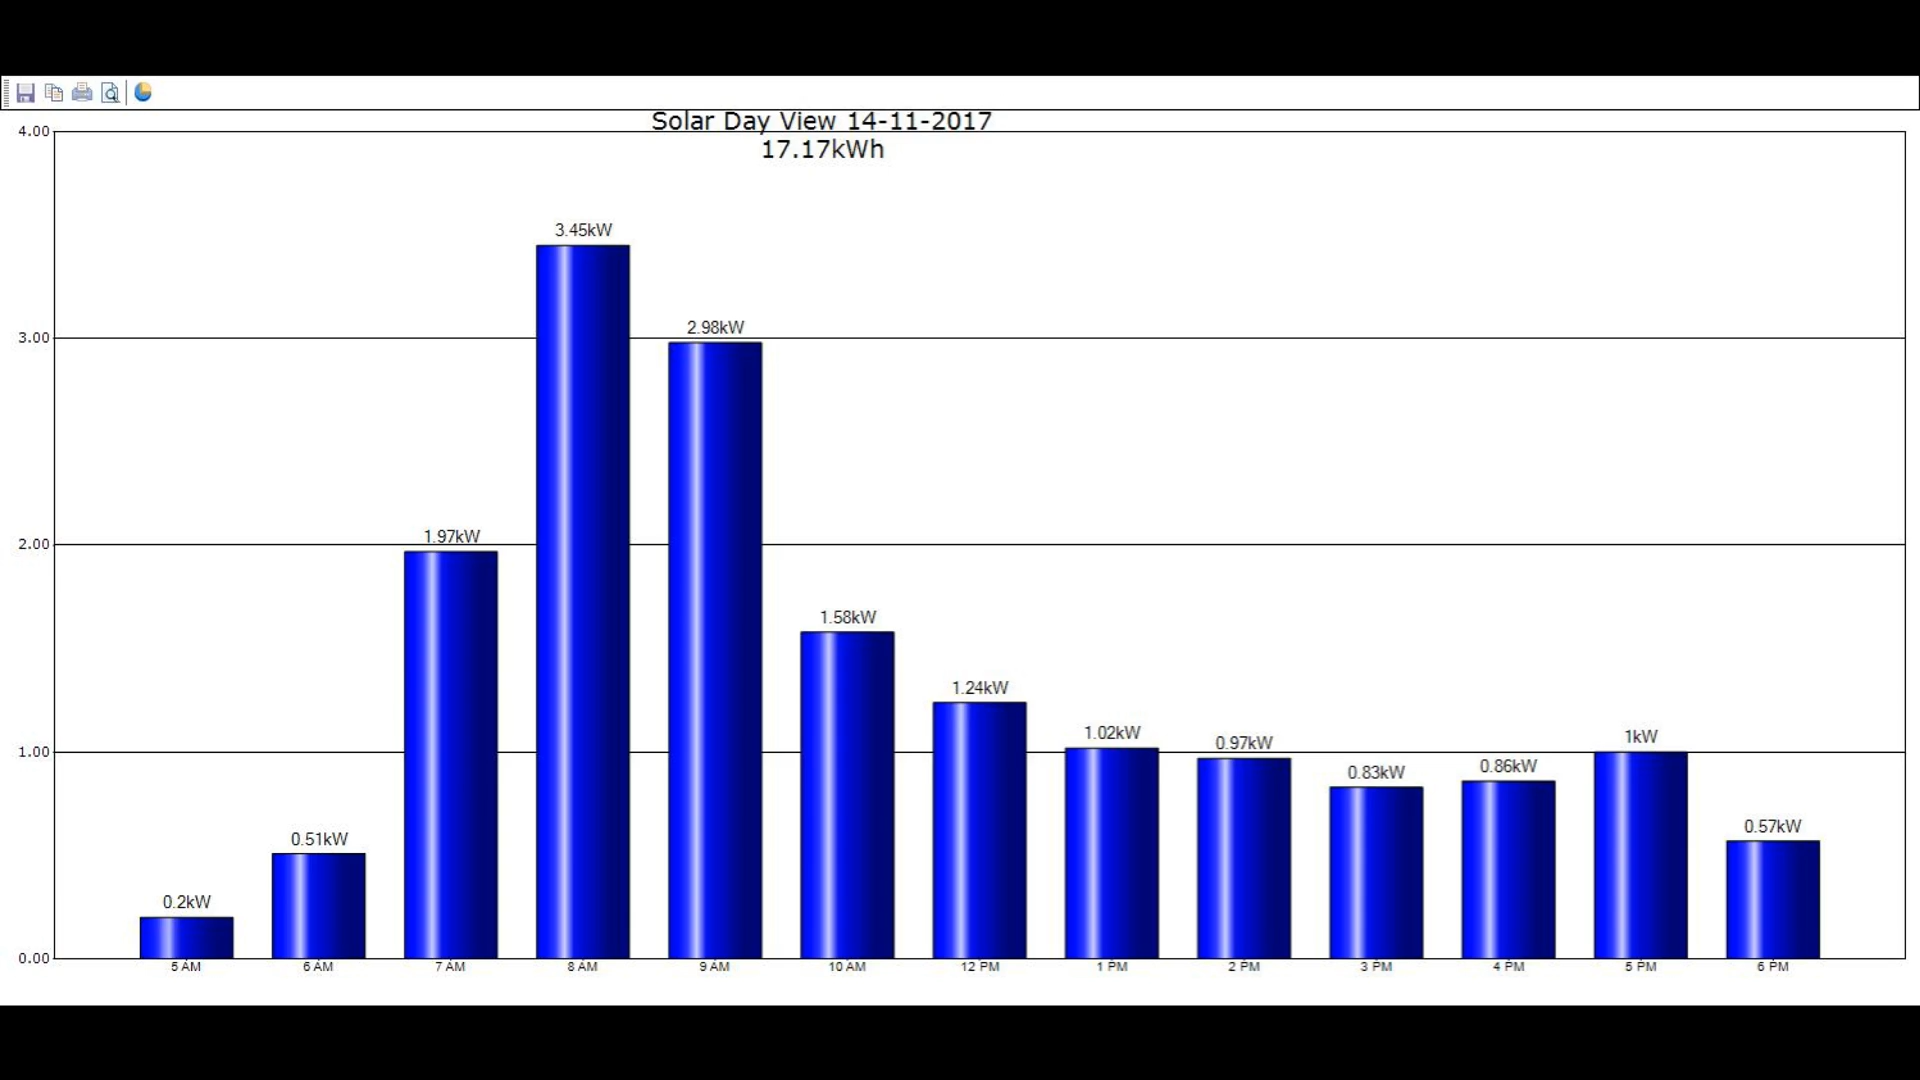 Solar Day View 14-11-2017
17.17kWh
4.00
3.00
2.00
1.00
0.00
0.2kW
0.51kW
1.97kW
3.45kW
2.98kW
1.58kW
1.24kW
1.02kW
0.97kW
0.83kW
0.86kW
1kW
0.57kW
5 AM 6 AM 7 AM 8 AM 9 AM 10 AM 12 PM 1 PM 2 PM 3 PM 4 PM 5 PM 6 PM